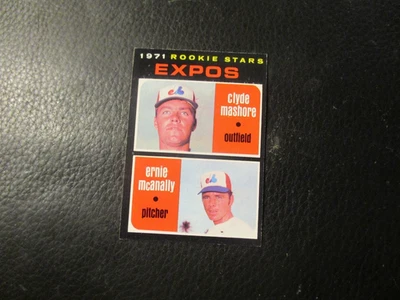 1971 ROOKIE STARS
EXPOS
clyde
mashore
•
outfield
ernie
mcAnally
•
pitcher